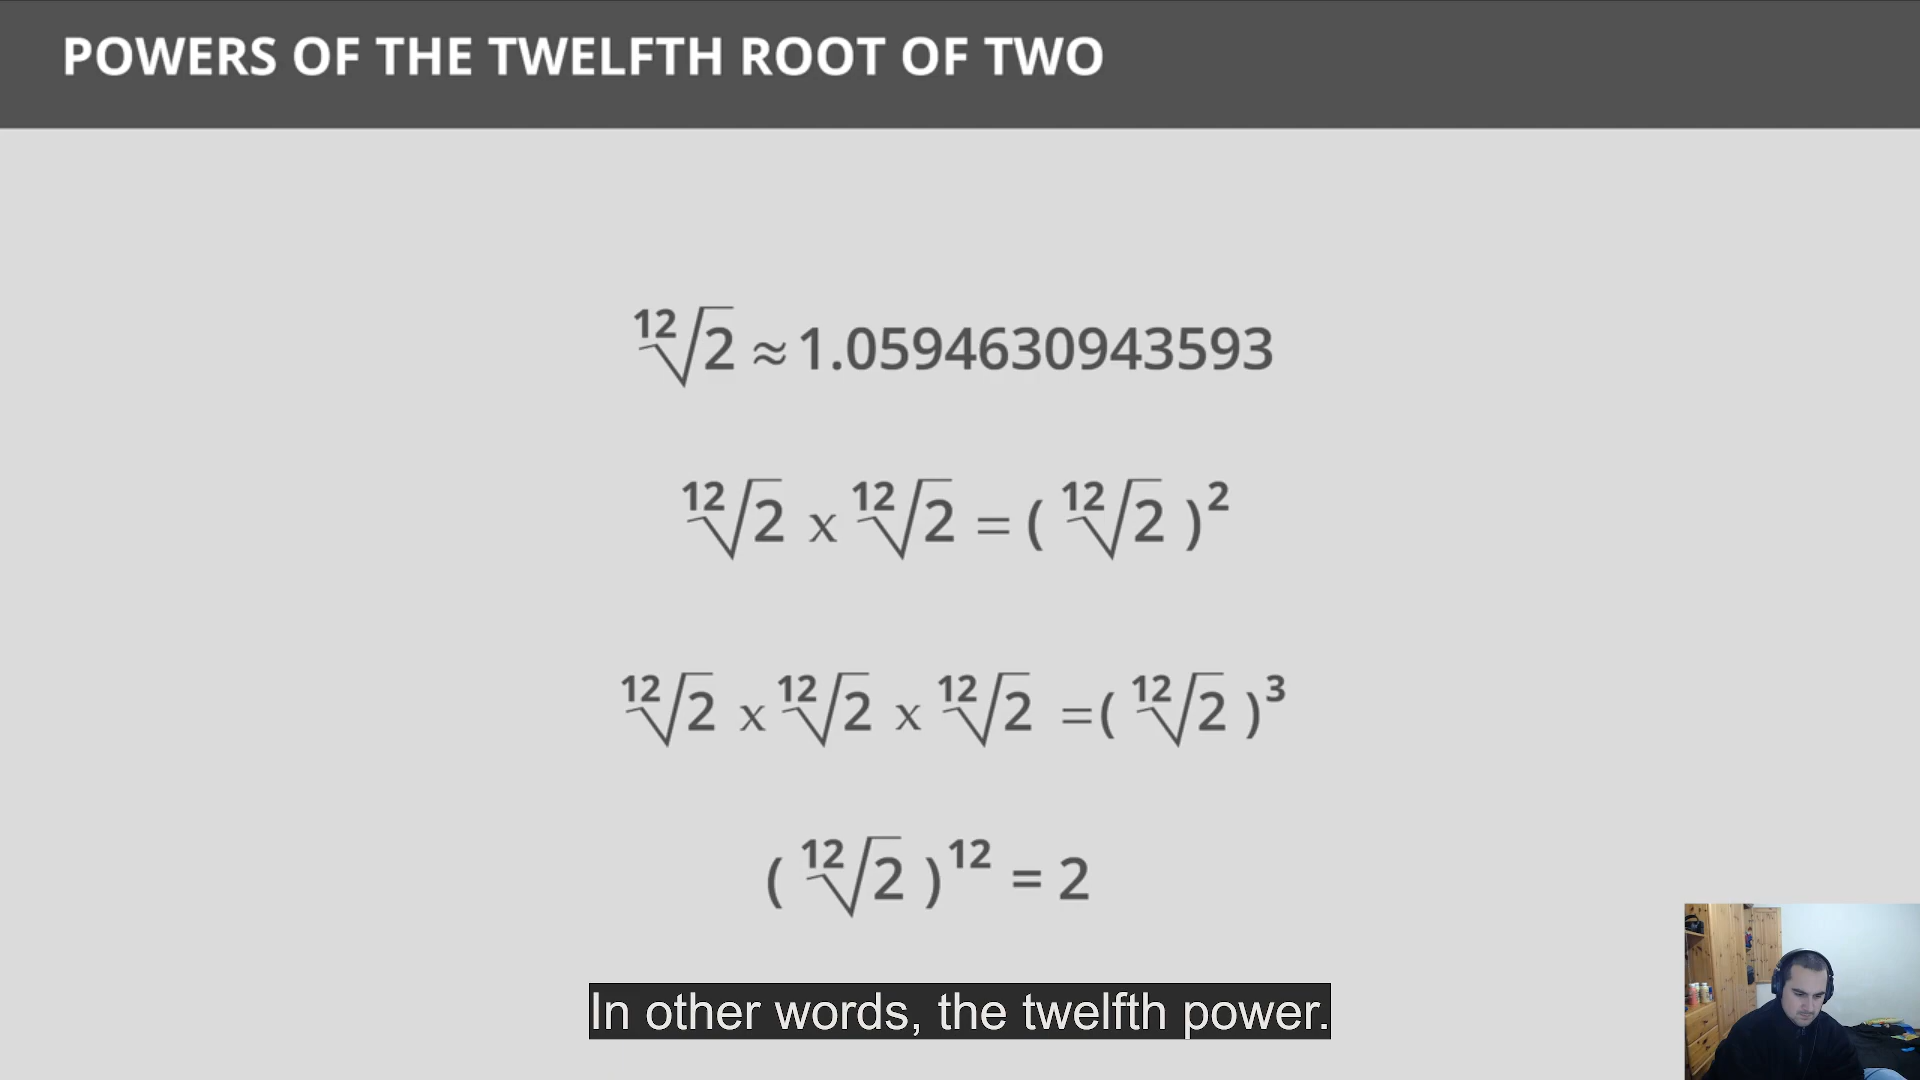 POWERS OF THE TWELFTH ROOT OF TWO
¹²√2 ≈ 1.0594630943593
¹²√2 x ¹²√2 = ( ¹²√2 )²
¹²√2 x ¹²√2 x ¹²√2 = ( ¹²√2 )³
( ¹²√2 )¹² = 2
In other words, the twelfth power.